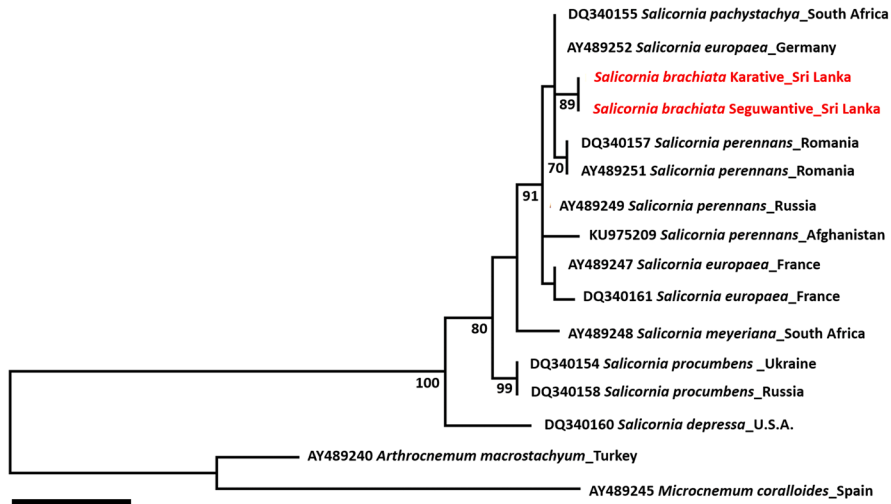 DQ340155 Salicornia pachystachya_South Africa
AY489252 Salicornia europaea_Germany
Salicornia brachiata Karative_Sri Lanka
89
Salicornia brachiata Seguwantive_Sri Lanka
DQ340157 Salicornia perennans_Romania
70
AY489251 Salicornia perennans_Romania
91
AY489249 Salicornia perennans_Russia
KU975209 Salicornia perennans_Afghanistan
AY489247 Salicornia europaea_France
DQ340161 Salicornia europaea_France
80
AY489248 Salicornia meyeriana_South Africa
DQ340154 Salicornia procumbens _Ukraine
100
99
DQ340158 Salicornia procumbens_Russia
DQ340160 Salicornia depressa_U.S.A.
AY489240 Arthrocnemum macrostachyum_Turkey
AY489245 Microcnemum coralloides_Spain